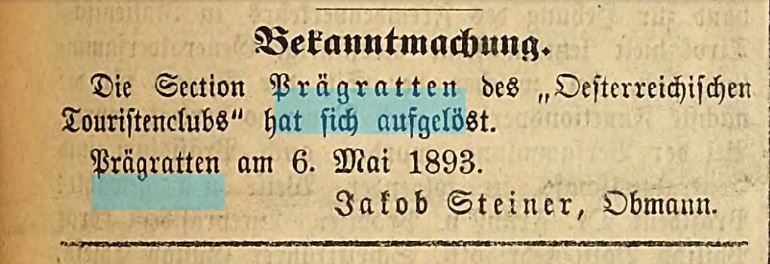 Bekanntmachung.
Die Section Prägratten des „Oesterreichischen
Touristenclubs" hat sich aufgelöst.
Prägratten am 6. Mai 1893.
Jakob Steiner, Obmann.